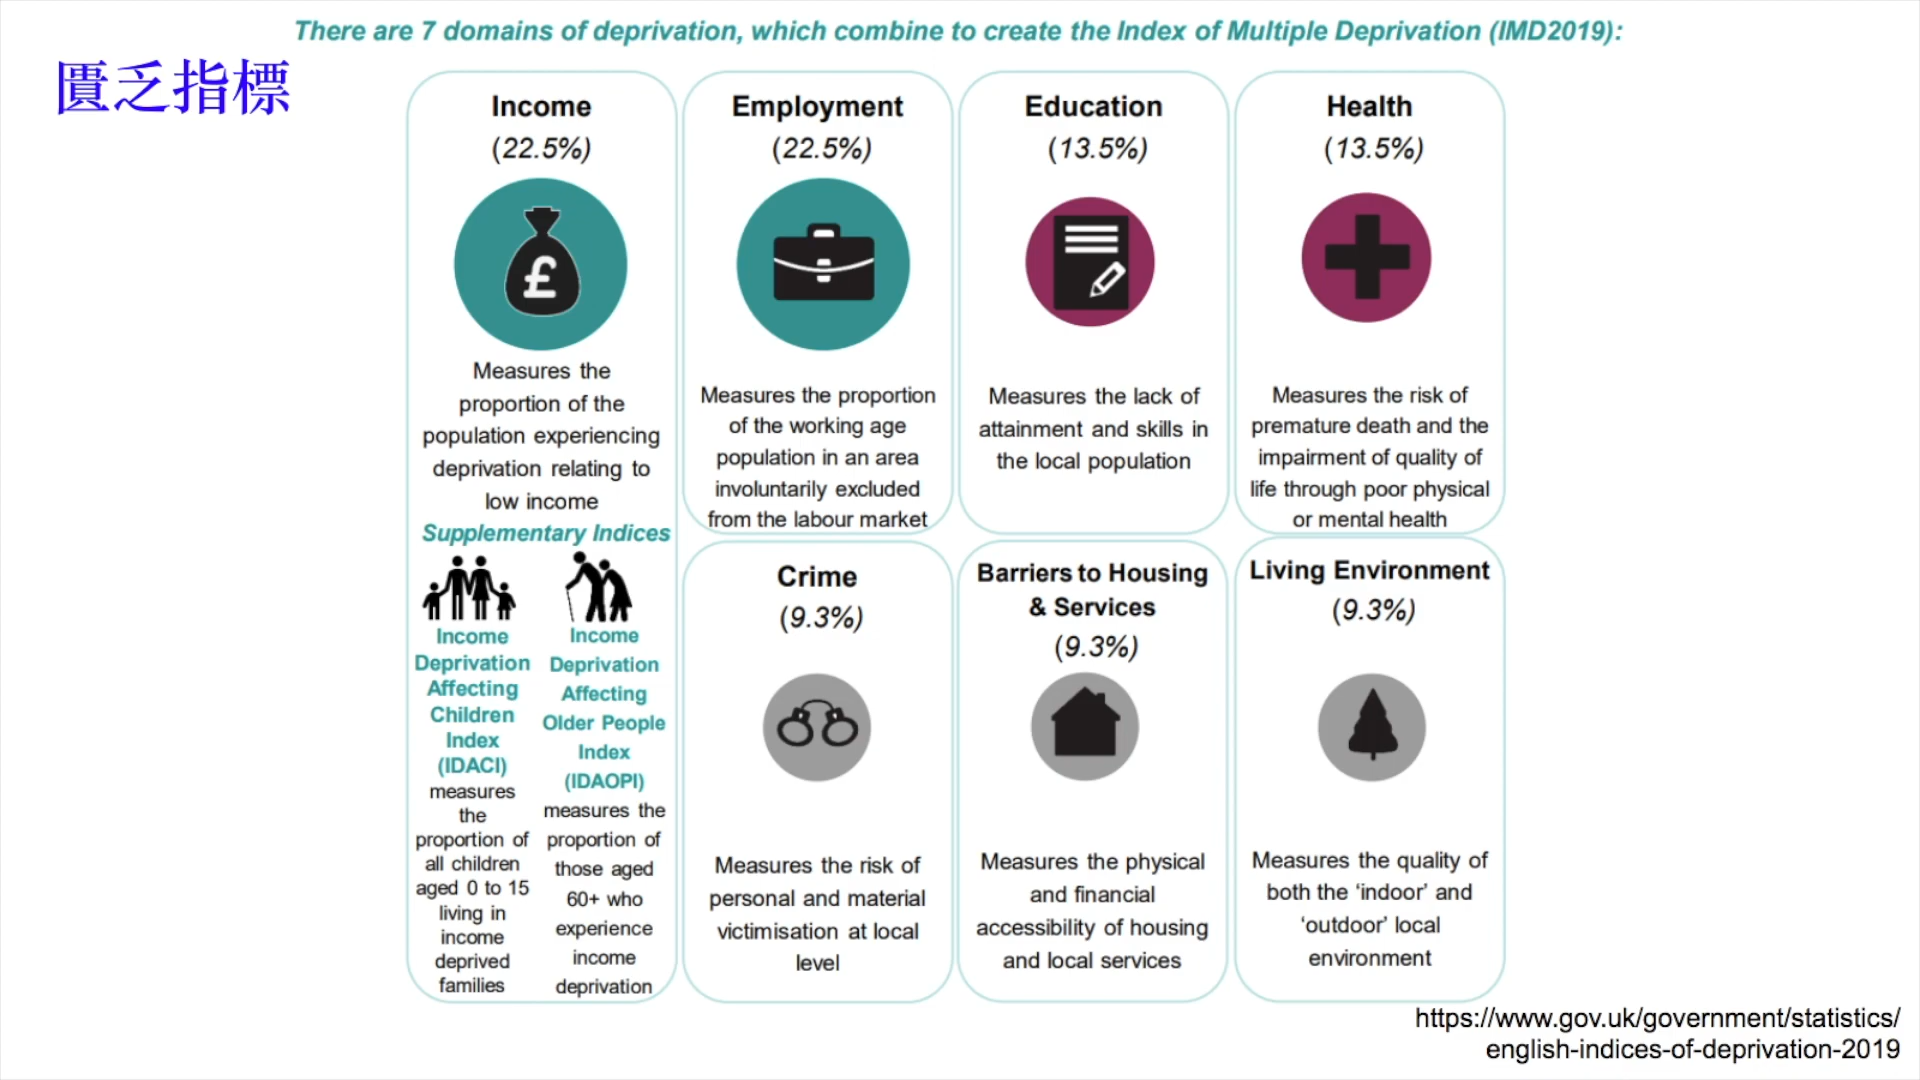 There are 7 domains of deprivation, which combine to create the Index of Multiple Deprivation (IMD2019):
匱乏指標
Income
(22.5%)
£
Measures the
proportion of the
population experiencing
deprivation relating to
low income
Supplementary Indices
Income
Deprivation
Affecting
Children
Index
(IDACI)
measures
the
proportion of
all children
aged 0 to 15
living in
income
deprived
families
Income
Deprivation
Affecting
Older People
Index
(IDAOPI)
measures the
proportion of
those aged
60+ who
experience
income
deprivation
Employment
(22.5%)
Measures the proportion
of the working age
population in an area
involuntarily excluded
from the labour market
Education
(13.5%)
Measures the lack of
attainment and skills in
the local population
Health
(13.5%)
Measures the risk of
premature death and the
impairment of quality of
life through poor physical
or mental health
Crime
(9.3%)
Measures the risk of
personal and material
victimisation at local
level
Barriers to Housing
& Services
(9.3%)
Measures the physical
and financial
accessibility of housing
and local services
Living Environment
(9.3%)
Measures the quality of
both the ‘indoor’ and
‘outdoor’ local
environment
https://www.gov.uk/government/statistics/
english-indices-of-deprivation-2019